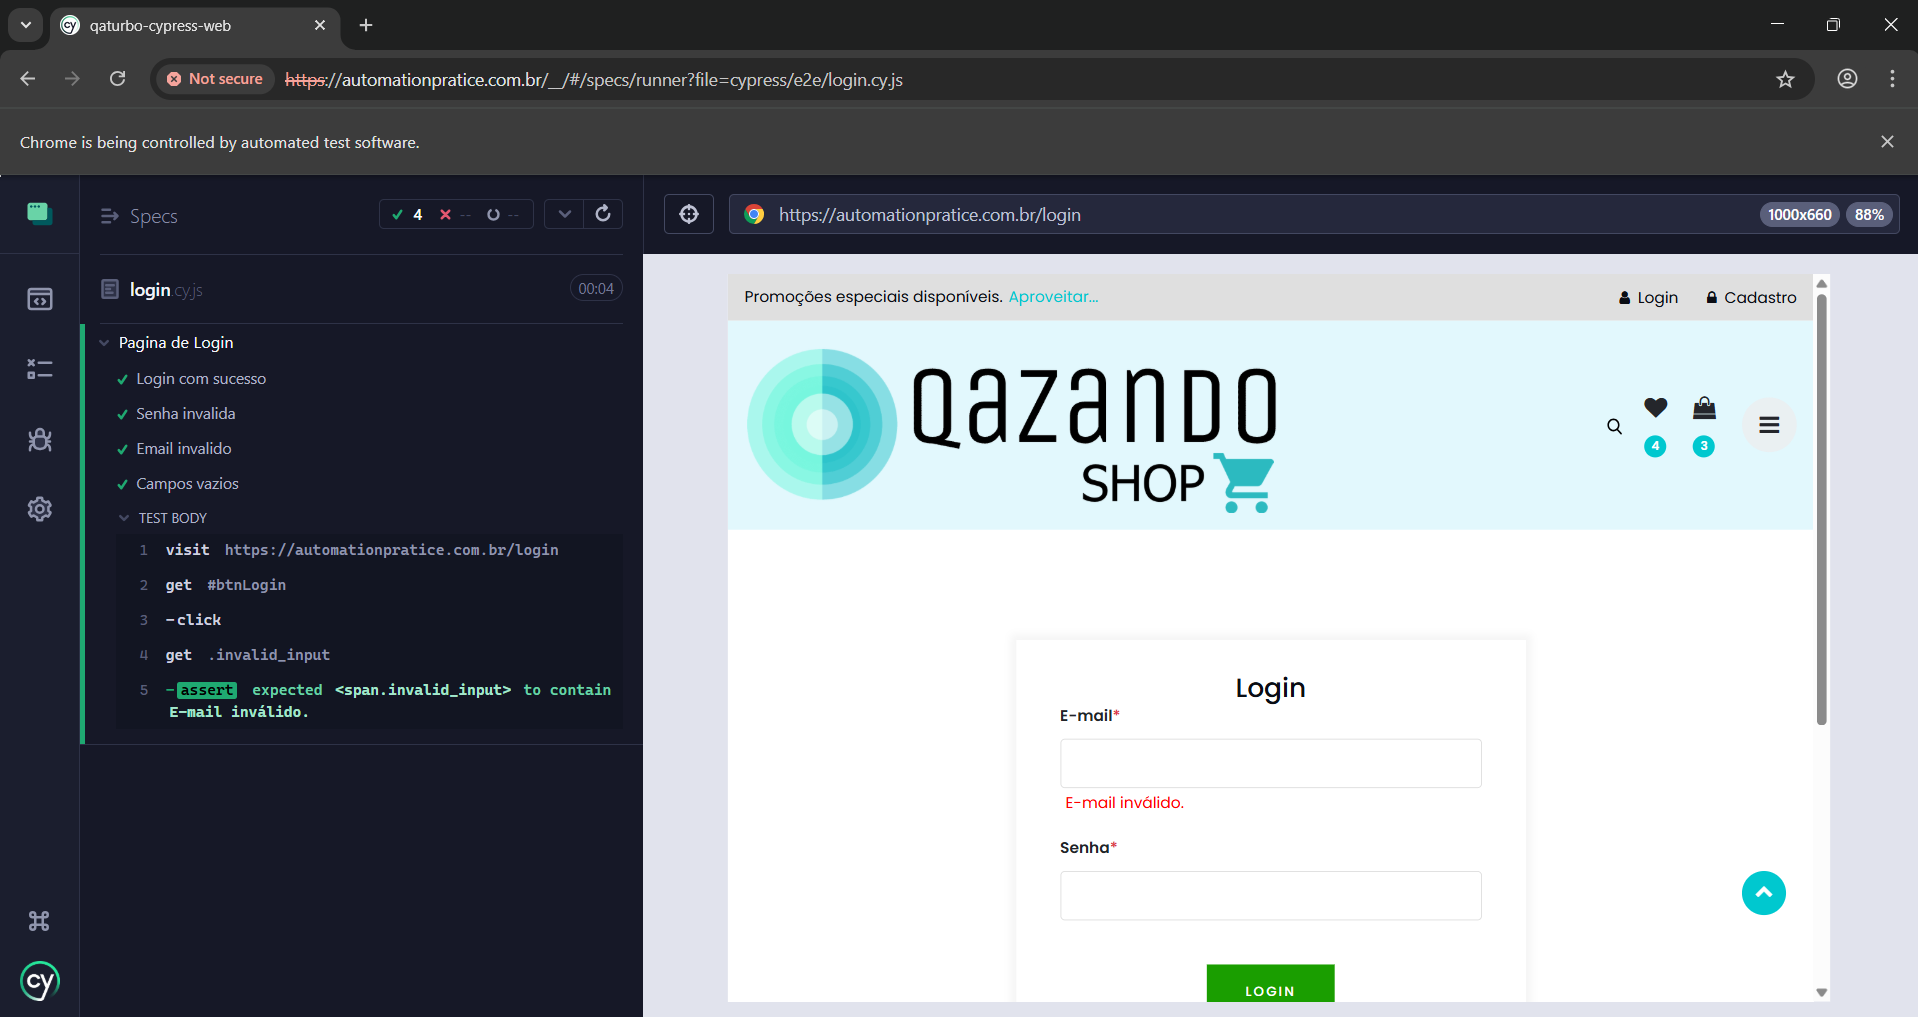 qaturbo-cypress-web
Not secure https://automationpratice.com.br/__/#/specs/runner?file=cypress/e2e/login.cy.js
Chrome is being controlled by automated test software.
Specs 4 -- --
https://automationpratice.com.br/login 1000x660 88%
login.cy.js 00:04
Pagina de Login
Login com sucesso
Senha invalida
Email invalido
Campos vazios
TEST BODY
1 visit https://automationpratice.com.br/login
2 get #btnLogin
3 -click
4 get .invalid_input
5 -assert expected <span.invalid_input> to contain
E-mail inválido.
cy
Promoções especiais disponíveis. Aproveitar...
Login Cadastro
QAZANDO
SHOP
4 3
Login
E-mail*
E-mail inválido.
Senha*
LOGIN